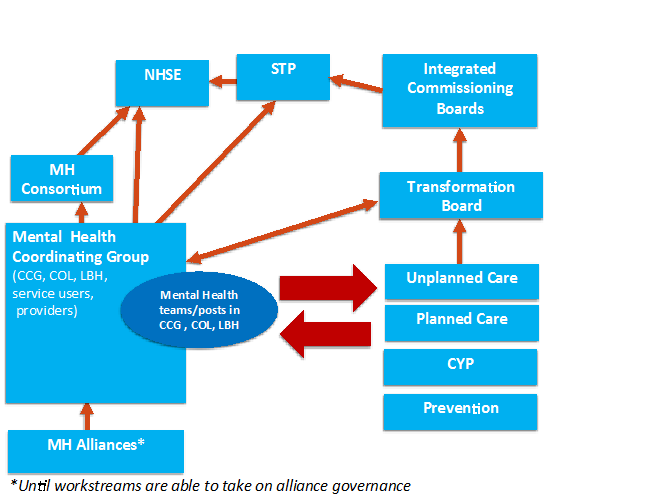 NHSE
STP
Integrated
Commissioning
Boards
MH
Consortium
Transformation
Board
Mental Health
Coordinating Group
(CCG, COL, LBH,
service users,
providers)
Mental Health
teams/posts in
CCG , COL, LBH
Unplanned Care
Planned Care
CYP
Prevention
MH Alliances*
*Until workstreams are able to take on alliance governance